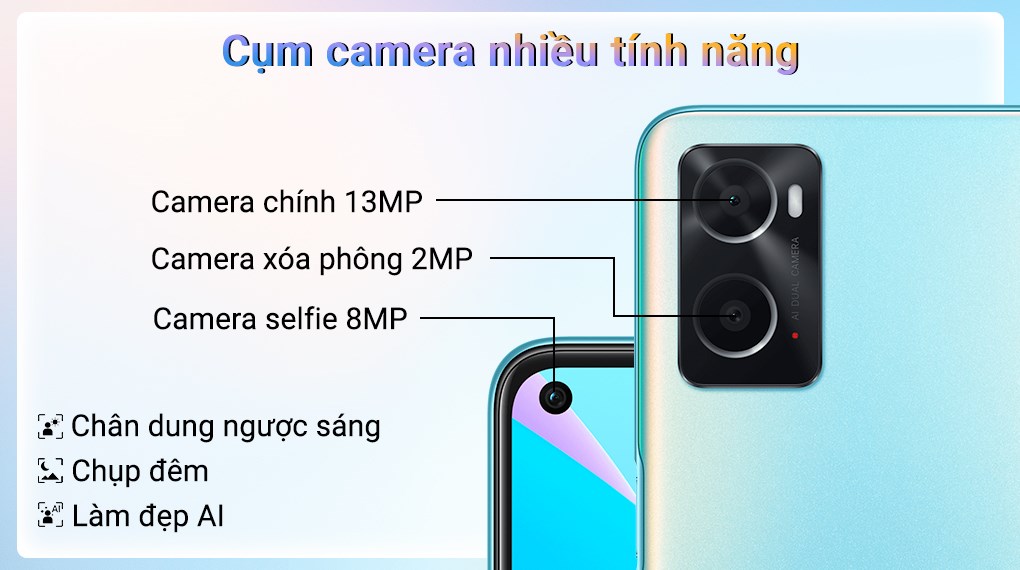 Cụm camera nhiều tính năng
Camera chính 13MP
Camera xóa phông 2MP
Camera selfie 8MP
AI DUAL CAMERA
Chân dung ngược sáng
Chụp đêm
AI
Làm đẹp AI